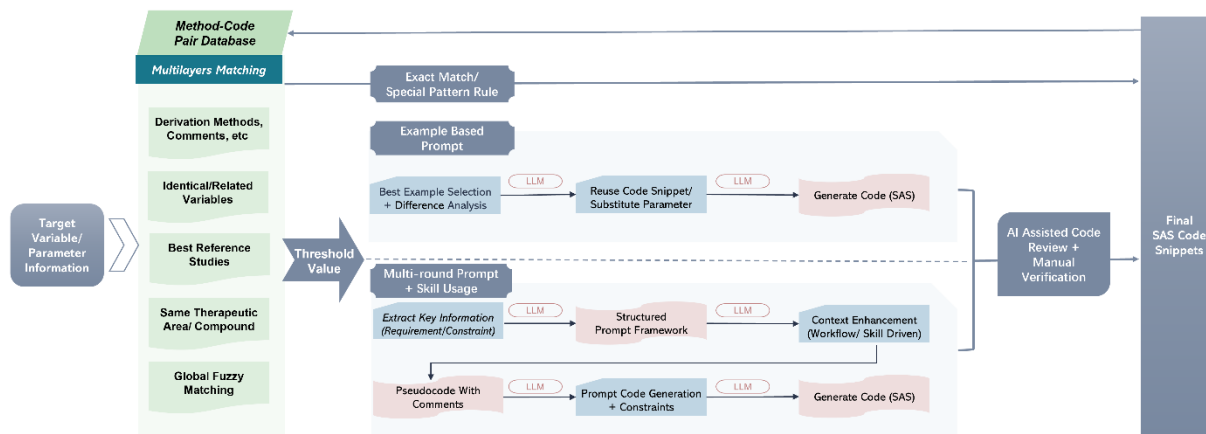 Method-Code
Pair Database
Multilayers Matching
Derivation Methods,
Comments, etc
Identical/Related
Variables
Best Reference
Studies
Same Therapeutic
Area/ Compound
Global Fuzzy
Matching
Target
Variable/
Parameter
Information
Threshold
Value
Exact Match/
Special Pattern Rule
Example Based
Prompt
Best Example Selection
+ Difference Analysis
LLM
Reuse Code Snippet/
Substitute Parameter
LLM
Generate Code (SAS)
Multi-round Prompt
+ Skill Usage
Extract Key Information
(Requirement/Constraint)
LLM
Structured
Prompt Framework
LLM
Context Enhancement
(Workflow/ Skill Driven)
Pseudocode With
Comments
LLM
Prompt Code Generation
+ Constraints
LLM
Generate Code (SAS)
AI Assisted Code
Review +
Manual
Verification
Final
SAS Code
Snippets